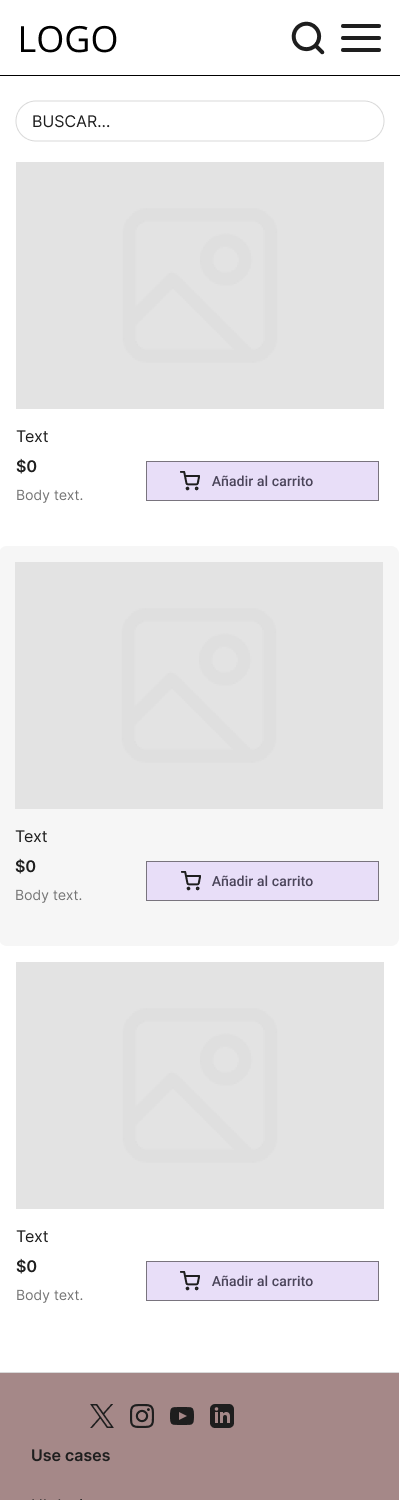 LOGO
BUSCAR...
Text
$0
Añadir al carrito
Body text.
Text
$0
Añadir al carrito
Body text.
Text
$0
Añadir al carrito
Body text.
Use cases